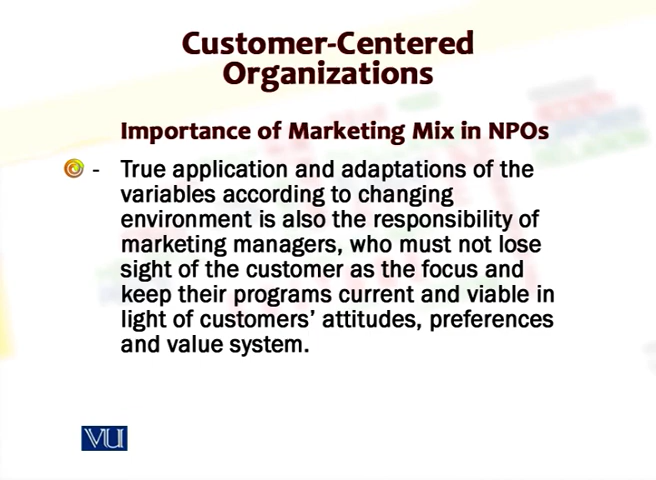 Customer-Centered
Organizations
Importance of Marketing Mix in NPOs
- True application and adaptations of the
variables according to changing
environment is also the responsibility of
marketing managers, who must not lose
sight of the customer as the focus and
keep their programs current and viable in
light of customers’ attitudes, preferences
and value system.
VU